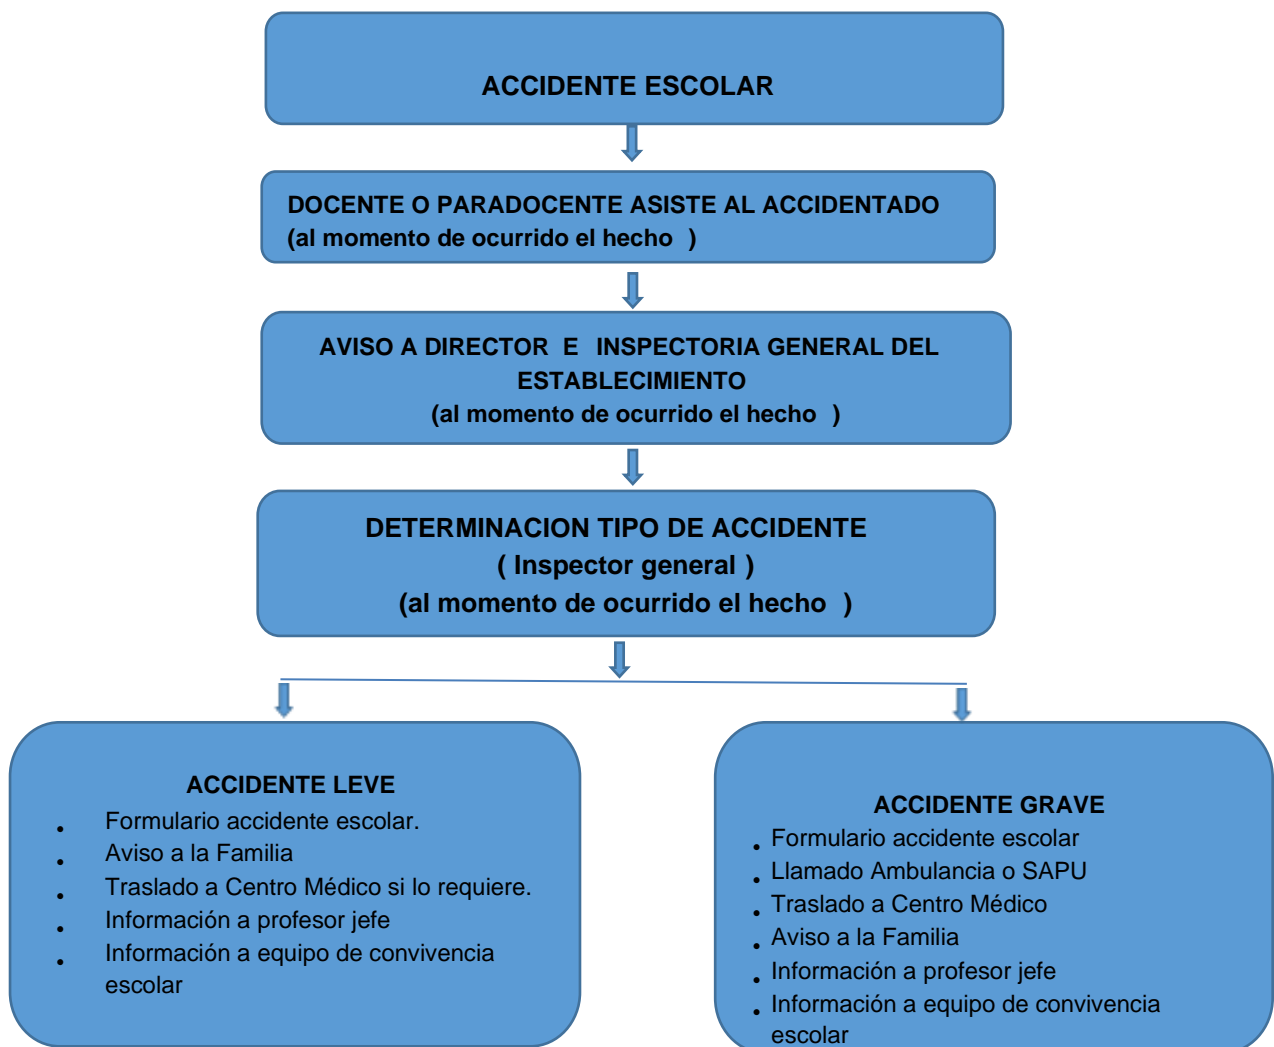 ACCIDENTE ESCOLAR
DOCENTE O PARADOCENTE ASISTE AL ACCIDENTADO
(al momento de ocurrido el hecho )
AVISO A DIRECTOR E INSPECTORIA GENERAL DEL
ESTABLECIMIENTO
(al momento de ocurrido el hecho )
DETERMINACION TIPO DE ACCIDENTE
( Inspector general )
(al momento de ocurrido el hecho )
ACCIDENTE LEVE
• Formulario accidente escolar.
• Aviso a la Familia
• Traslado a Centro Médico si lo requiere.
• Información a profesor jefe
• Información a equipo de convivencia
escolar
ACCIDENTE GRAVE
• Formulario accidente escolar
• Llamado Ambulancia o SAPU
• Traslado a Centro Médico
• Aviso a la Familia
• Información a profesor jefe
• Información a equipo de convivencia
escolar